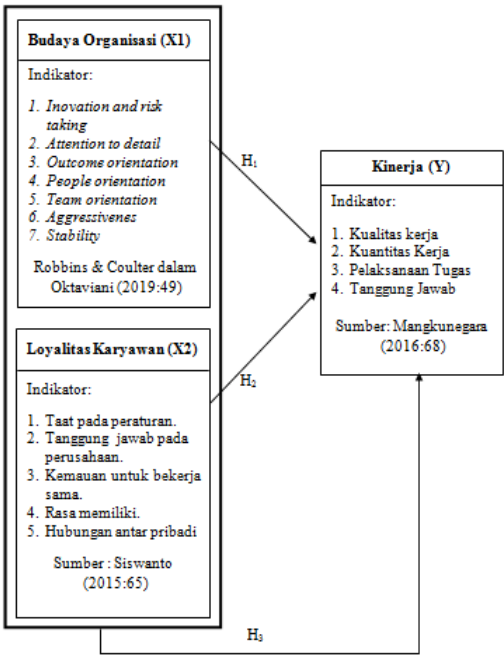 Budaya Organisasi (X1)
Indikator:
1. Inovation and risk
taking
2. Attention to detail
3. Outcome orientation
4. People orientation
5. Team orientation
6. Aggressivenes
7. Stability
Robbins & Coulter dalam
Oktaviani (2019:49)
Loyalitas Karyawan (X2)
Indikator:
1. Taat pada peraturan.
2. Tanggung jawab pada
perusahaan.
3. Kemauan untuk bekerja
sama.
4. Rasa memiliki.
5. Hubungan antar pribadi
Sumber : Siswanto
(2015:65)
H₁
H₂
H₃
Kinerja (Y)
Indikator:
1. Kualitas kerja
2. Kuantitas Kerja
3. Pelaksanaan Tugas
4. Tanggung Jawab
Sumber: Mangkunegara
(2016:68)